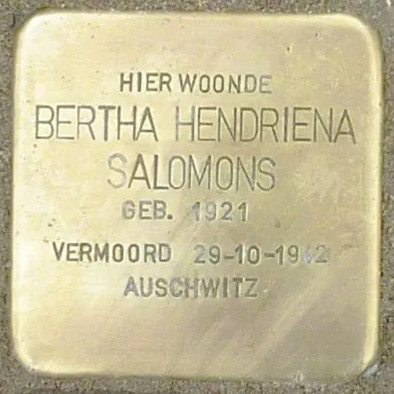 HIER WOONDE
BERTHA HENDRIENA
SALOMONS
GEB. 1921
VERMOORD 29-10-1942
AUSCHWITZ